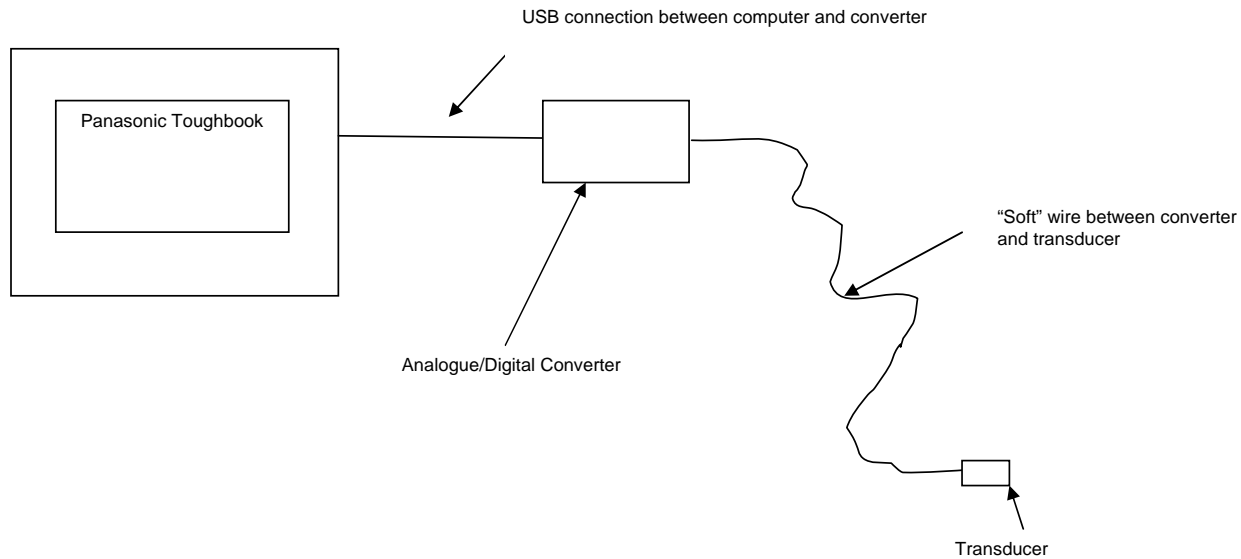 USB connection between computer and converter
Panasonic Toughbook
“Soft” wire between converter
and transducer
Analogue/Digital Converter
Transducer